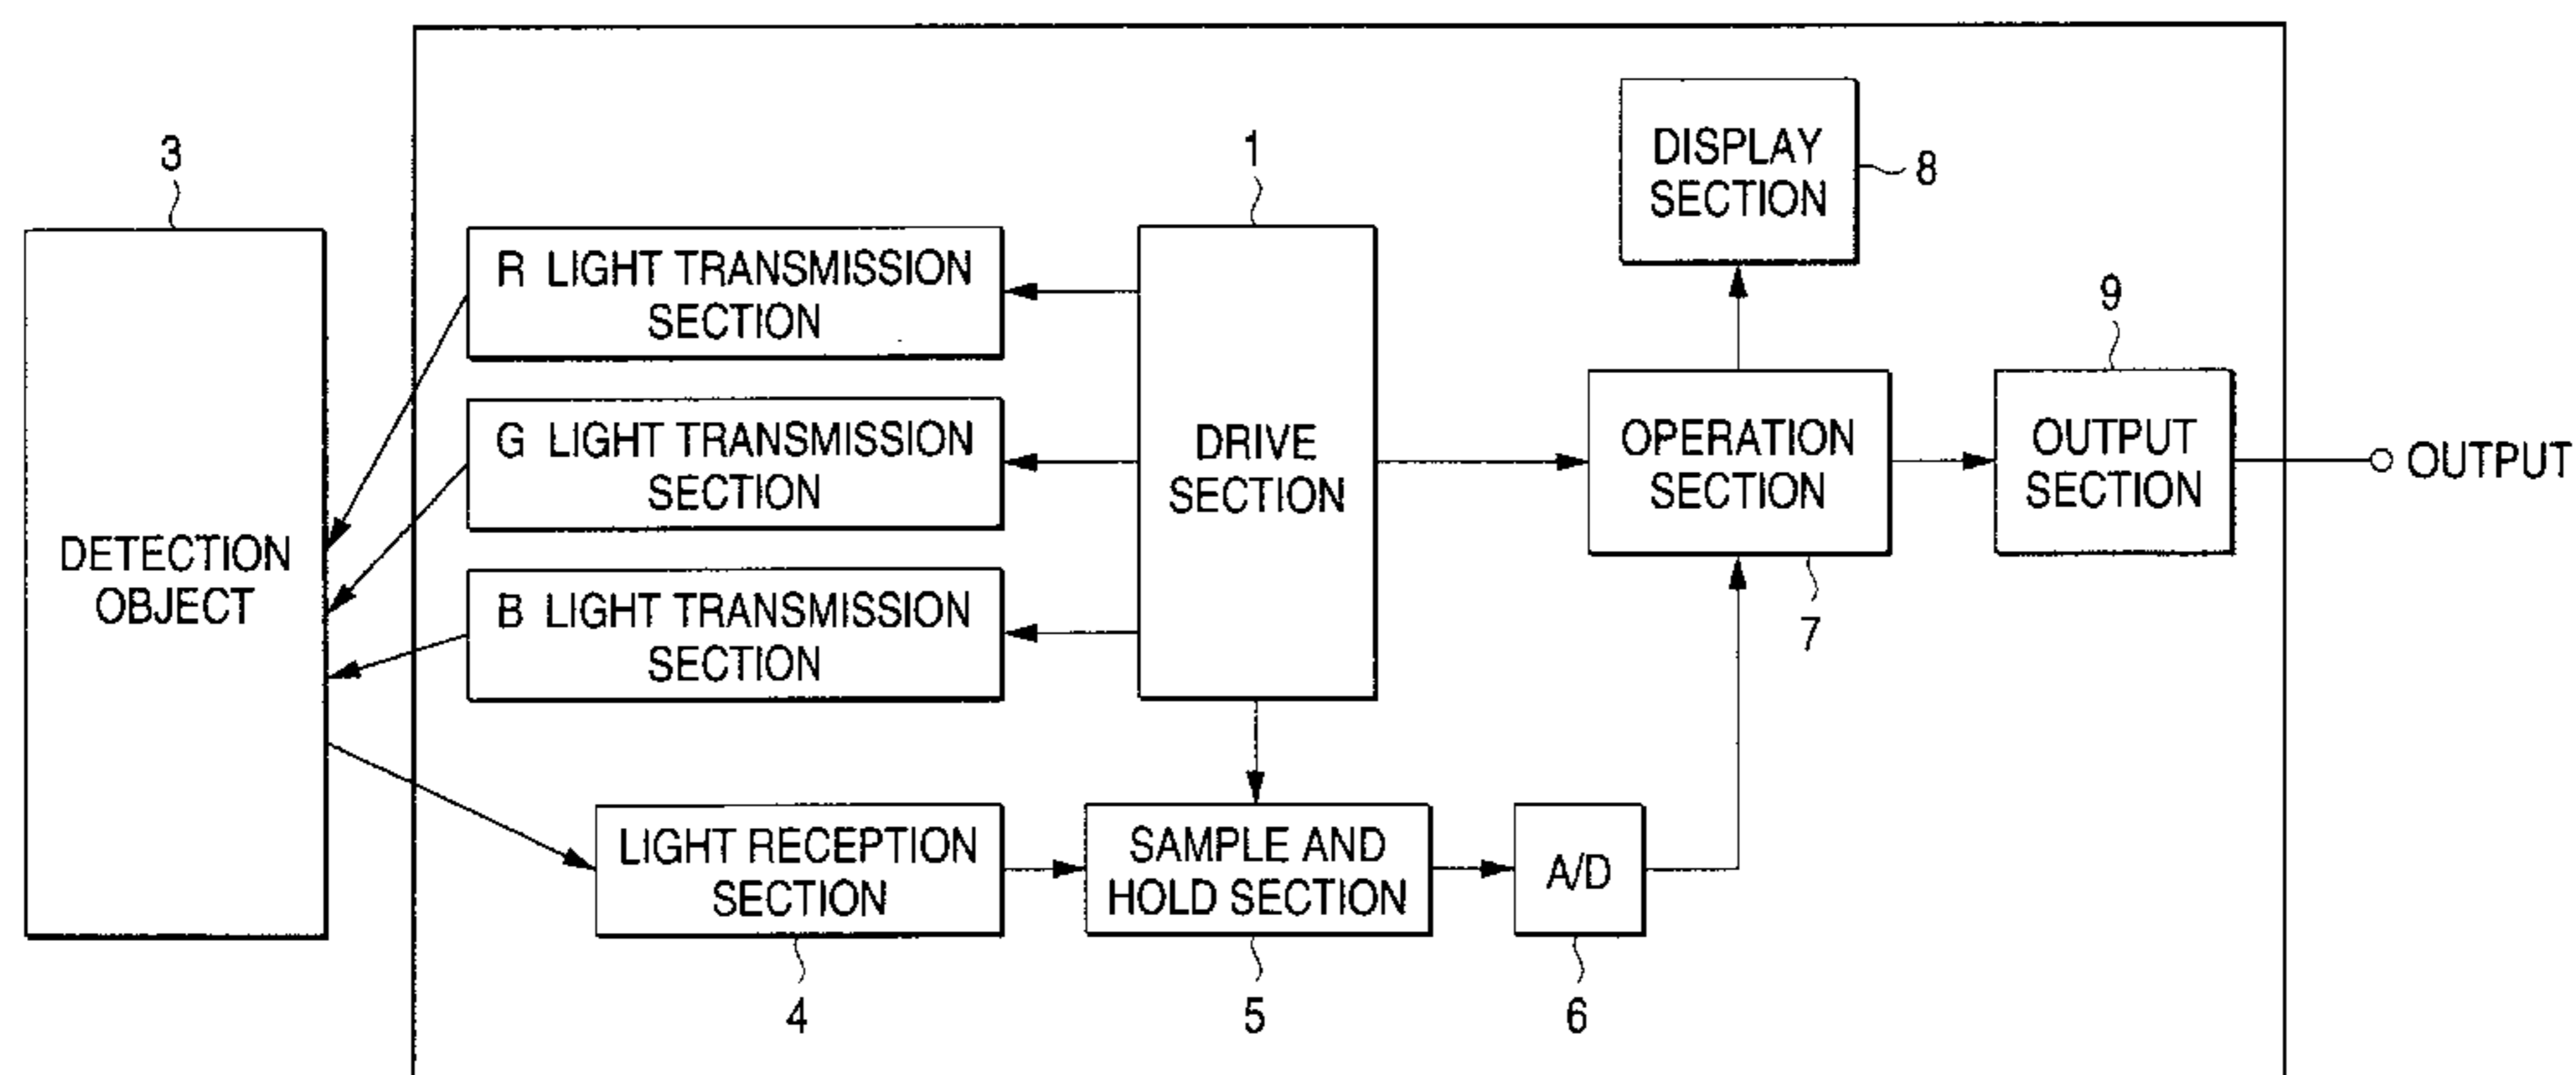 3
DETECTION
OBJECT
R LIGHT TRANSMISSION
SECTION
G LIGHT TRANSMISSION
SECTION
B LIGHT TRANSMISSION
SECTION
1
DRIVE
SECTION
DISPLAY
SECTION
8
OPERATION
SECTION
7
9
OUTPUT
SECTION
OUTPUT
LIGHT RECEPTION
SECTION
4
SAMPLE AND
HOLD SECTION
5
A/D
6